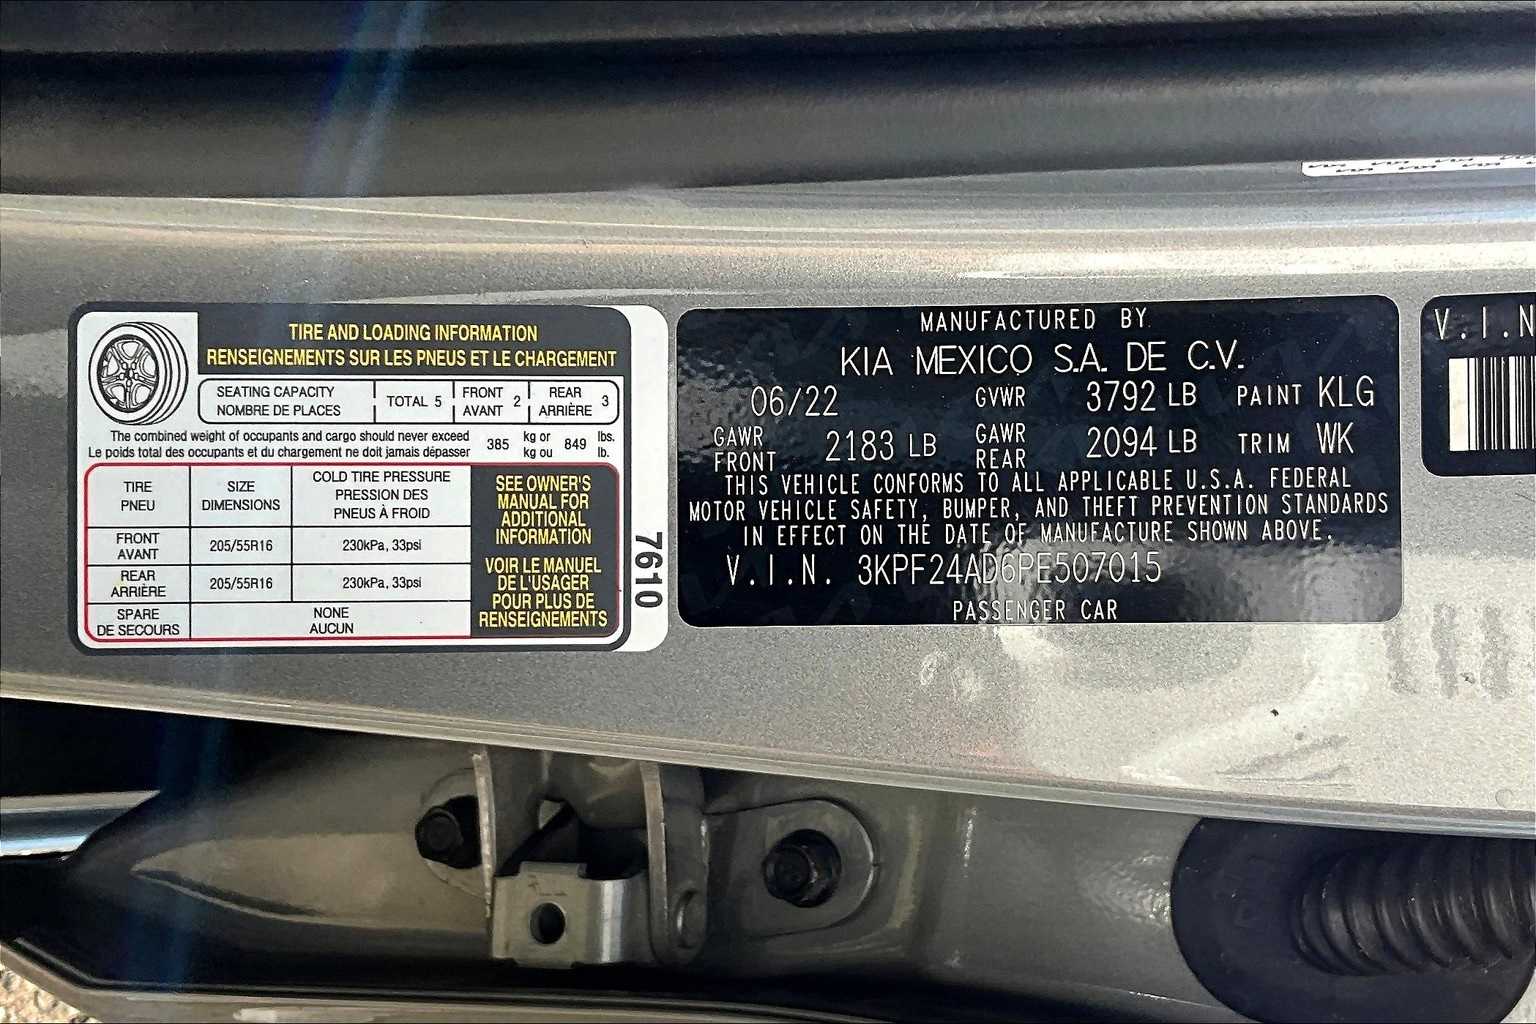 TIRE AND LOADING INFORMATION
RENSEIGNEMENTS SUR LES PNEUS ET LE CHARGEMENT
SEATING CAPACITY
NOMBRE DE PLACES
TOTAL 5
FRONT
AVANT 2
REAR
ARRIÈRE 3
The combined weight of occupants and cargo should never exceed
Le poids total des occupants et du chargement ne doit jamais dépasser
385
kg or
kg ou
849
lbs.
lb.
TIRE
PNEU
SIZE
DIMENSIONS
COLD TIRE PRESSURE
PRESSION DES
PNEUS À FROID
FRONT
AVANT
205/55R16
230kPa, 33psi
REAR
ARRIÈRE
205/55R16
230kPa, 33psi
SPARE
DE SECOURS
NONE
AUCUN
SEE OWNER'S
MANUAL FOR
ADDITIONAL
INFORMATION
VOIR LE MANUEL
DE L'USAGER
POUR PLUS DE
RENSEIGNEMENTS
7610
MANUFACTURED BY
KIA MEXICO S.A. DE C.V.
06/22 GVWR 3792 LB PAINT KLG
GAWR
FRONT 2183 LB
GAWR
REAR 2094 LB TRIM WK
THIS VEHICLE CONFORMS TO ALL APPLICABLE U.S.A. FEDERAL
MOTOR VEHICLE SAFETY, BUMPER, AND THEFT PREVENTION STANDARDS
IN EFFECT ON THE DATE OF MANUFACTURE SHOWN ABOVE.
V.I.N. 3KPF24AD6PE507015
PASSENGER CAR
V.I.N